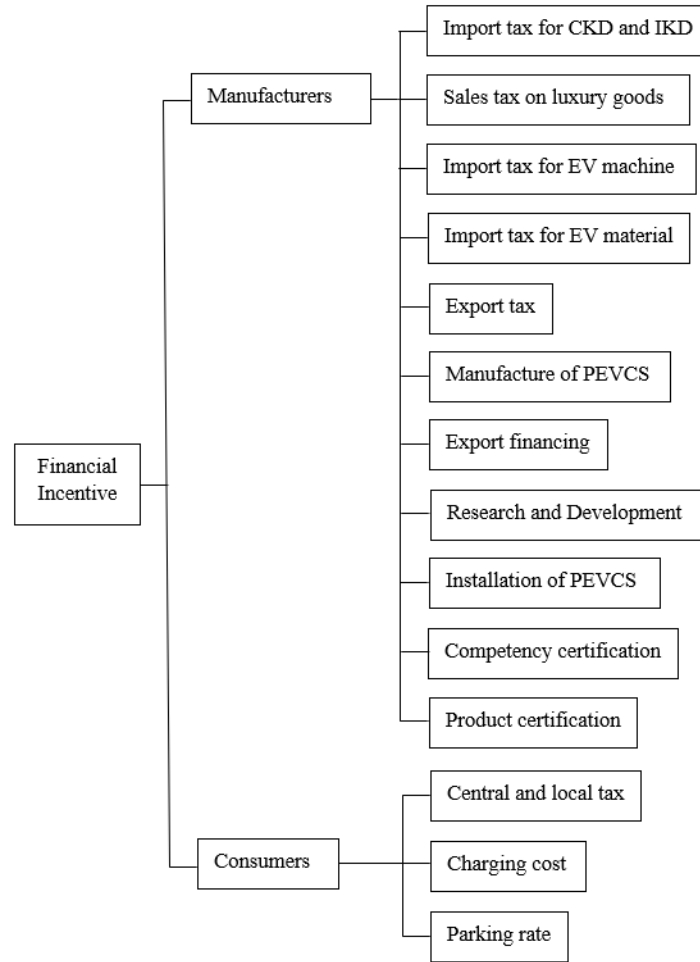 Import tax for CKD and IKD
Manufacturers
Sales tax on luxury goods
Import tax for EV machine
Import tax for EV material
Export tax
Manufacture of PEVCS
Export financing
Financial
Incentive
Research and Development
Installation of PEVCS
Competency certification
Product certification
Central and local tax
Consumers
Charging cost
Parking rate